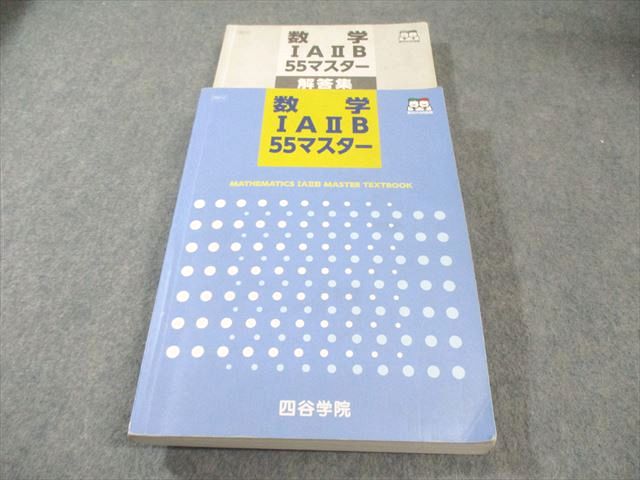 数 学
ⅠAⅡB
55マスター
解答集
数 学
ⅠAⅡB
55マスター
MATHEMATICS ⅠAⅡB MASTER TEXTBOOK
四谷学院